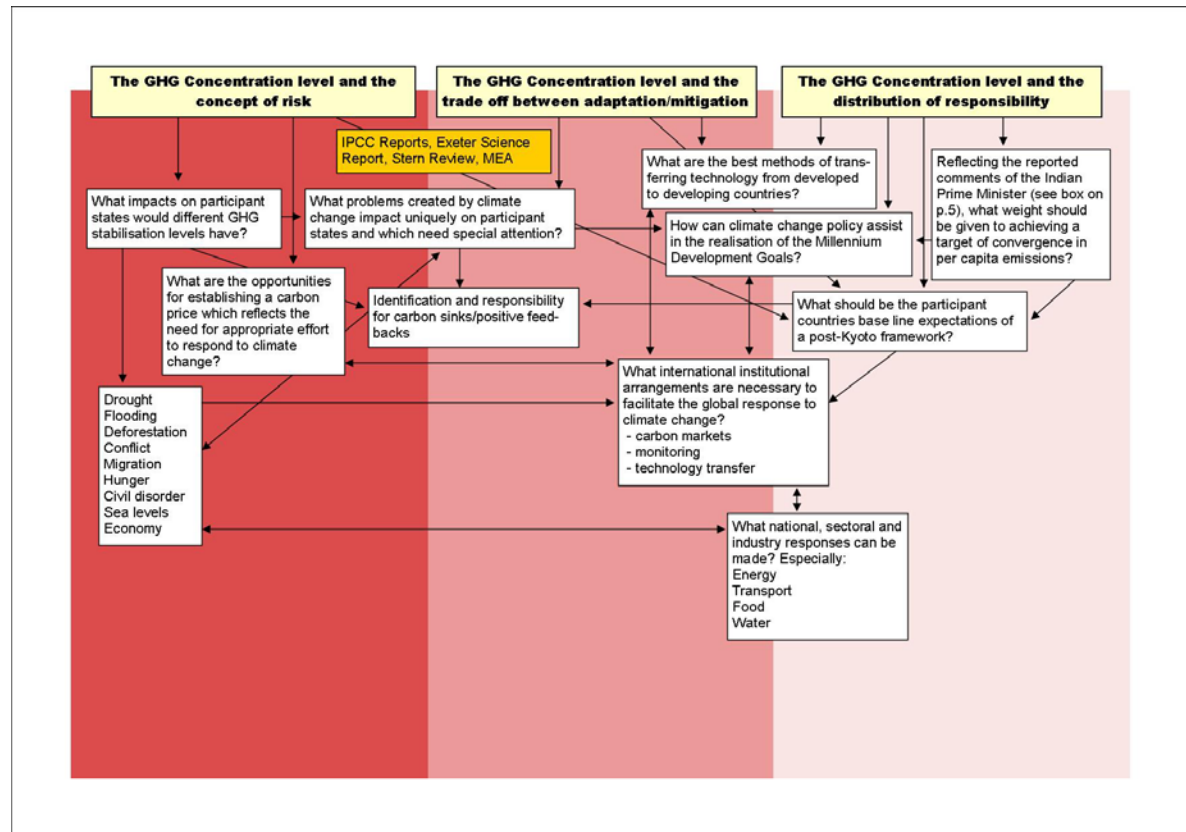 The GHG Concentration level and the
concept of risk
The GHG Concentration level and the
trade off between adaptation/mitigation
The GHG Concentration level and the
distribution of responsibility
IPCC Reports, Exeter Science
Report, Stern Review, MEA
What are the best methods of trans-
ferring technology from developed
to developing countries?
Reflecting the reported
comments of the Indian
Prime Minister (see box on
p.5), what weight should
be given to achieving a
target of convergence in
per capita emissions?
What impacts on participant
states would different GHG
stabilisation levels have?
What problems created by climate
change impact uniquely on participant
states and which need special attention?
How can climate change policy assist
in the realisation of the Millennium
Development Goals?
What are the opportunities
for establishing a carbon
price which reflects the
need for appropriate effort
to respond to climate
change?
Identification and responsibility
for carbon sinks/positive feed-
backs
What should be the participant
countries base line expectations of
a post-Kyoto framework?
What international institutional
arrangements are necessary to
facilitate the global response to
climate change?
- carbon markets
- monitoring
- technology transfer
Drought
Flooding
Deforestation
Conflict
Migration
Hunger
Civil disorder
Sea levels
Economy
What national, sectoral and
industry responses can be
made? Especially:
Energy
Transport
Food
Water